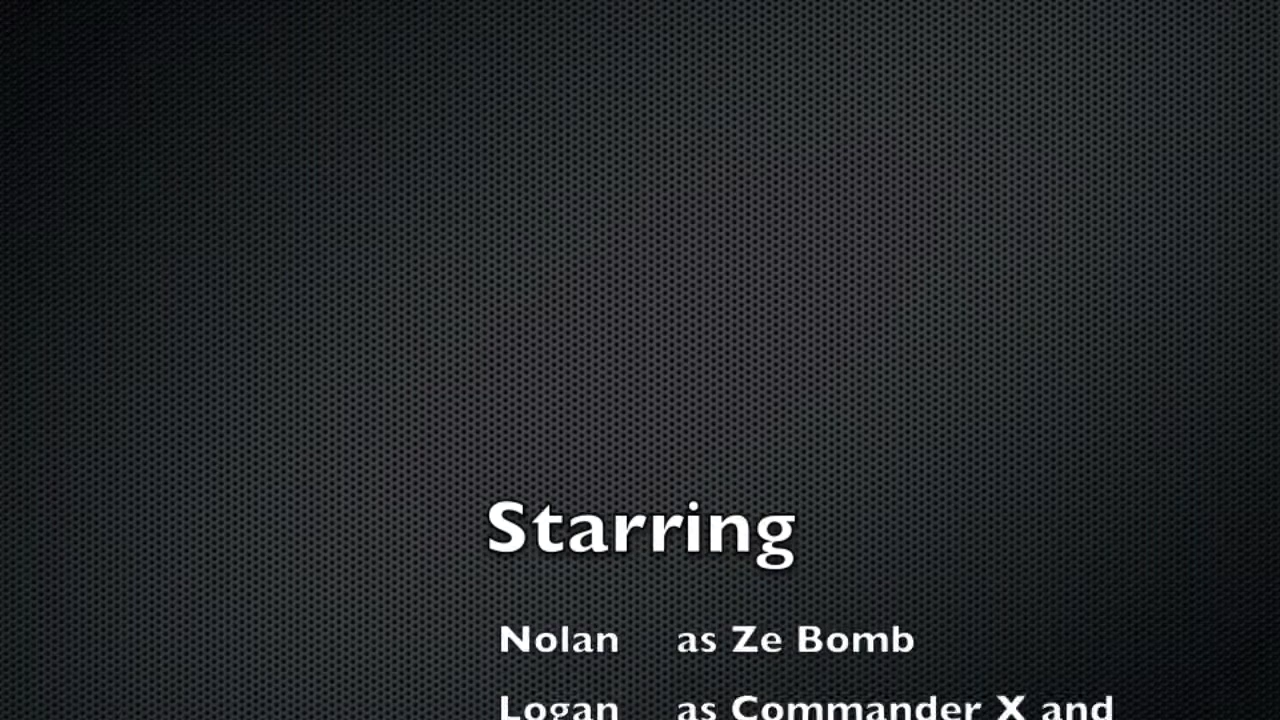 Starring
Nolan as Ze Bomb
Logan as Commander X and